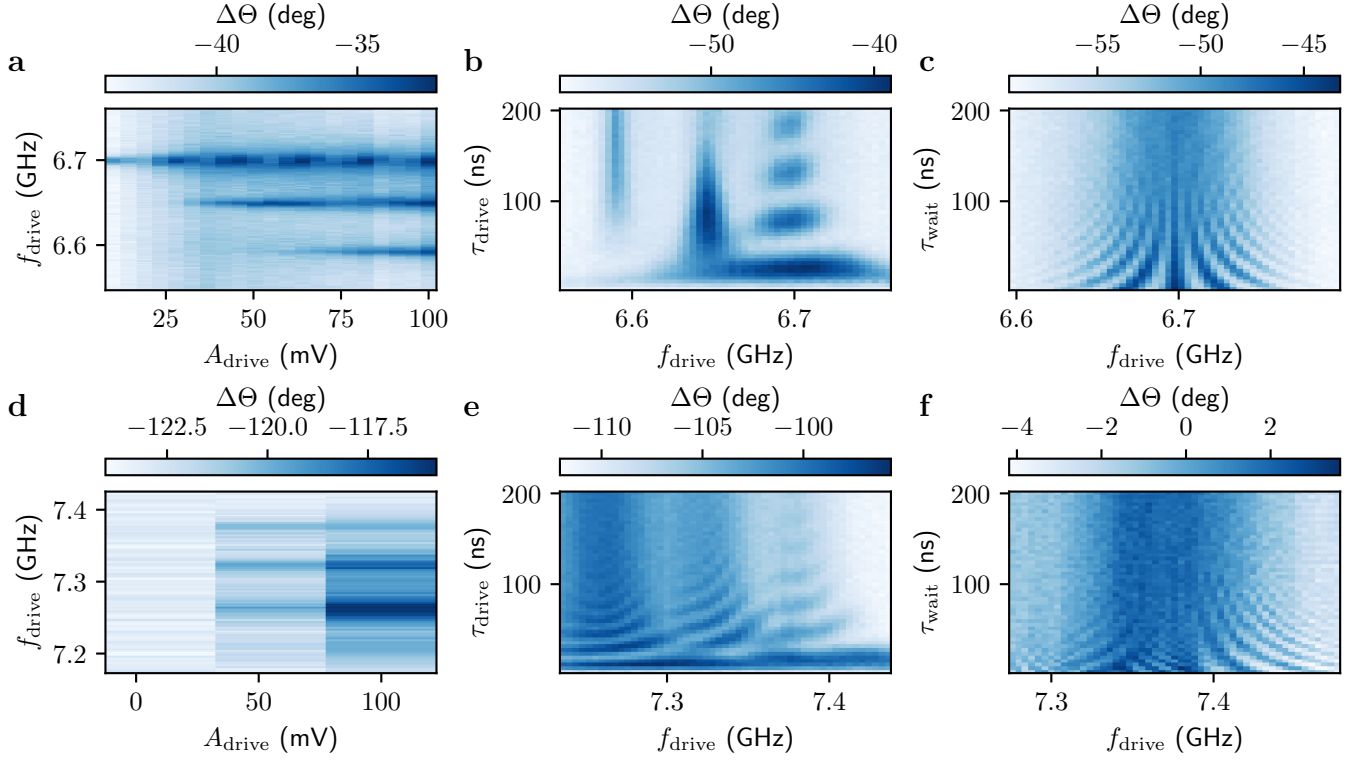 a
ΔΘ (deg)
−40 −35
f_drive (GHz)
6.7
6.6
25 50 75 100
A_drive (mV)
b
ΔΘ (deg)
−50 −40
τ_drive (ns)
200
100
6.6 6.7
f_drive (GHz)
c
ΔΘ (deg)
−55 −50 −45
τ_wait (ns)
200
100
6.6 6.7
f_drive (GHz)
d
ΔΘ (deg)
−122.5 −120.0 −117.5
f_drive (GHz)
7.4
7.3
7.2
0 50 100
A_drive (mV)
e
ΔΘ (deg)
−110 −105 −100
τ_drive (ns)
200
100
7.3 7.4
f_drive (GHz)
f
ΔΘ (deg)
−4 −2 0 2
τ_wait (ns)
200
100
7.3 7.4
f_drive (GHz)